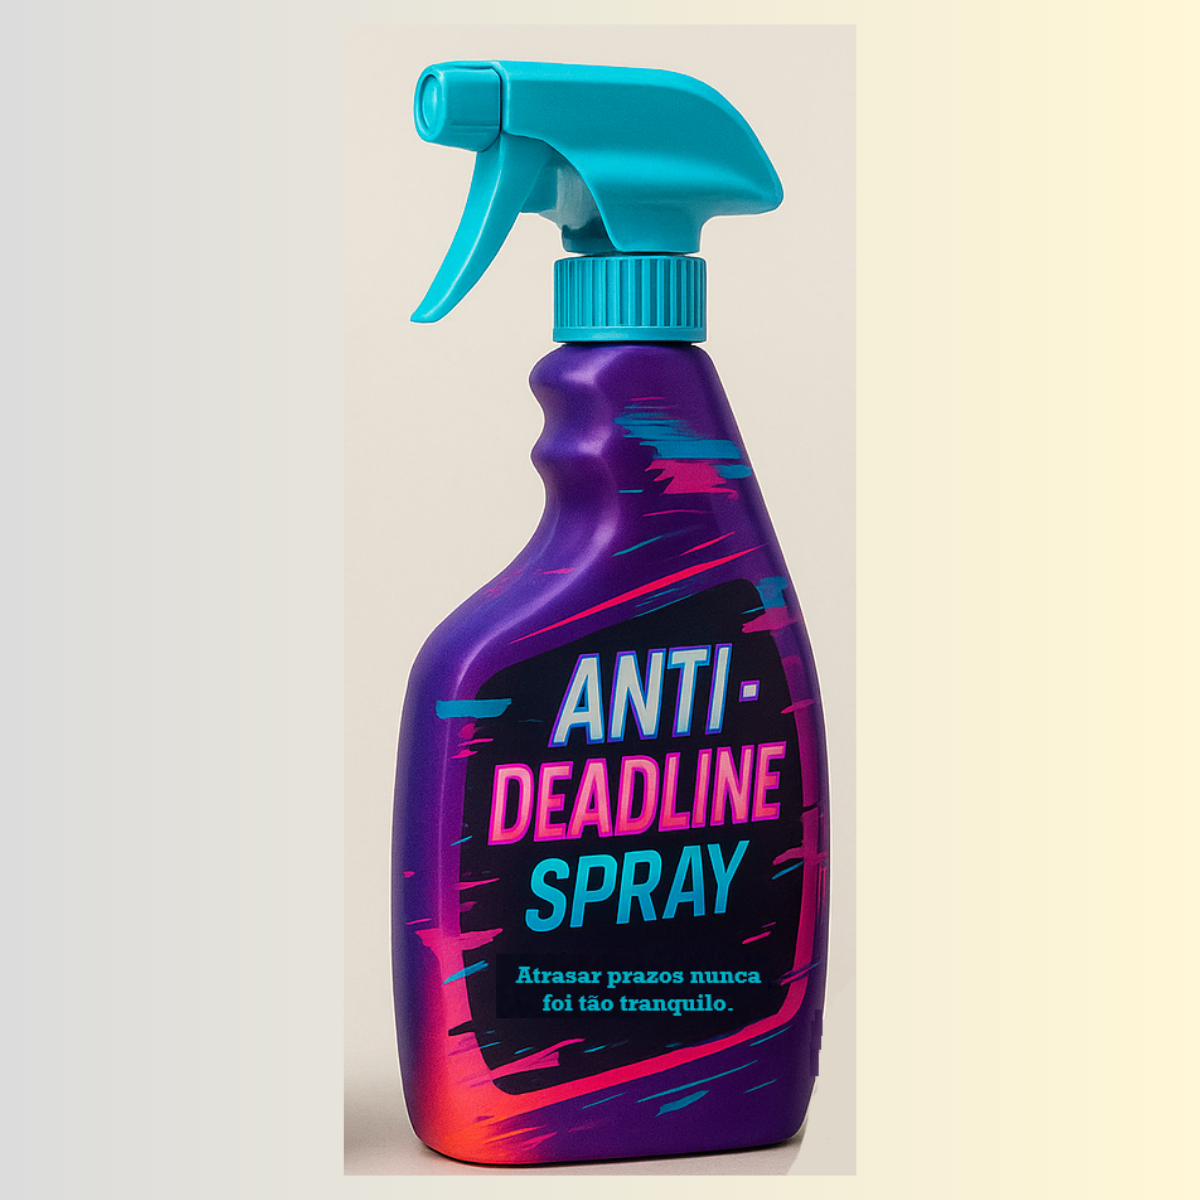 ANTI-
DEADLINE
SPRAY
Atrasar prazos nunca
foi tão tranquilo.